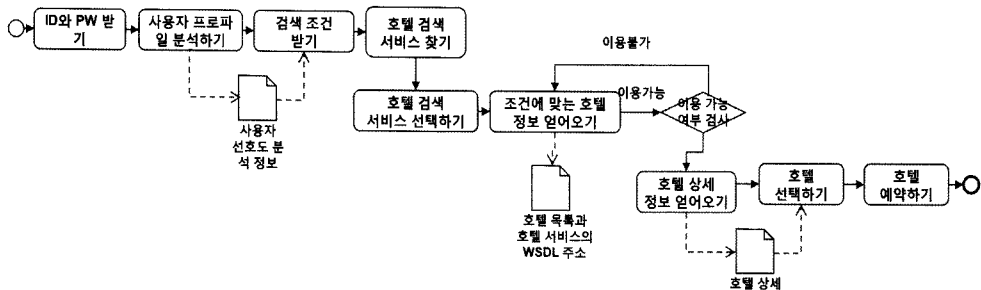 ID와 PW 받
기
사용자 프로파
일 분석하기
검색 조건
받기
호텔 검색
서비스 찾기
사용자
선호도 분
석 정보
호텔 검색
서비스 선택하기
조건에 맞는 호텔
정보 얻어오기
이용불가
이용가능
이용 가능
여부 검사
호텔 목록과
호텔 서비스의
WSDL 주소
호텔 상세
정보 얻어오기
호텔
선택하기
호텔
예약하기
호텔 상세